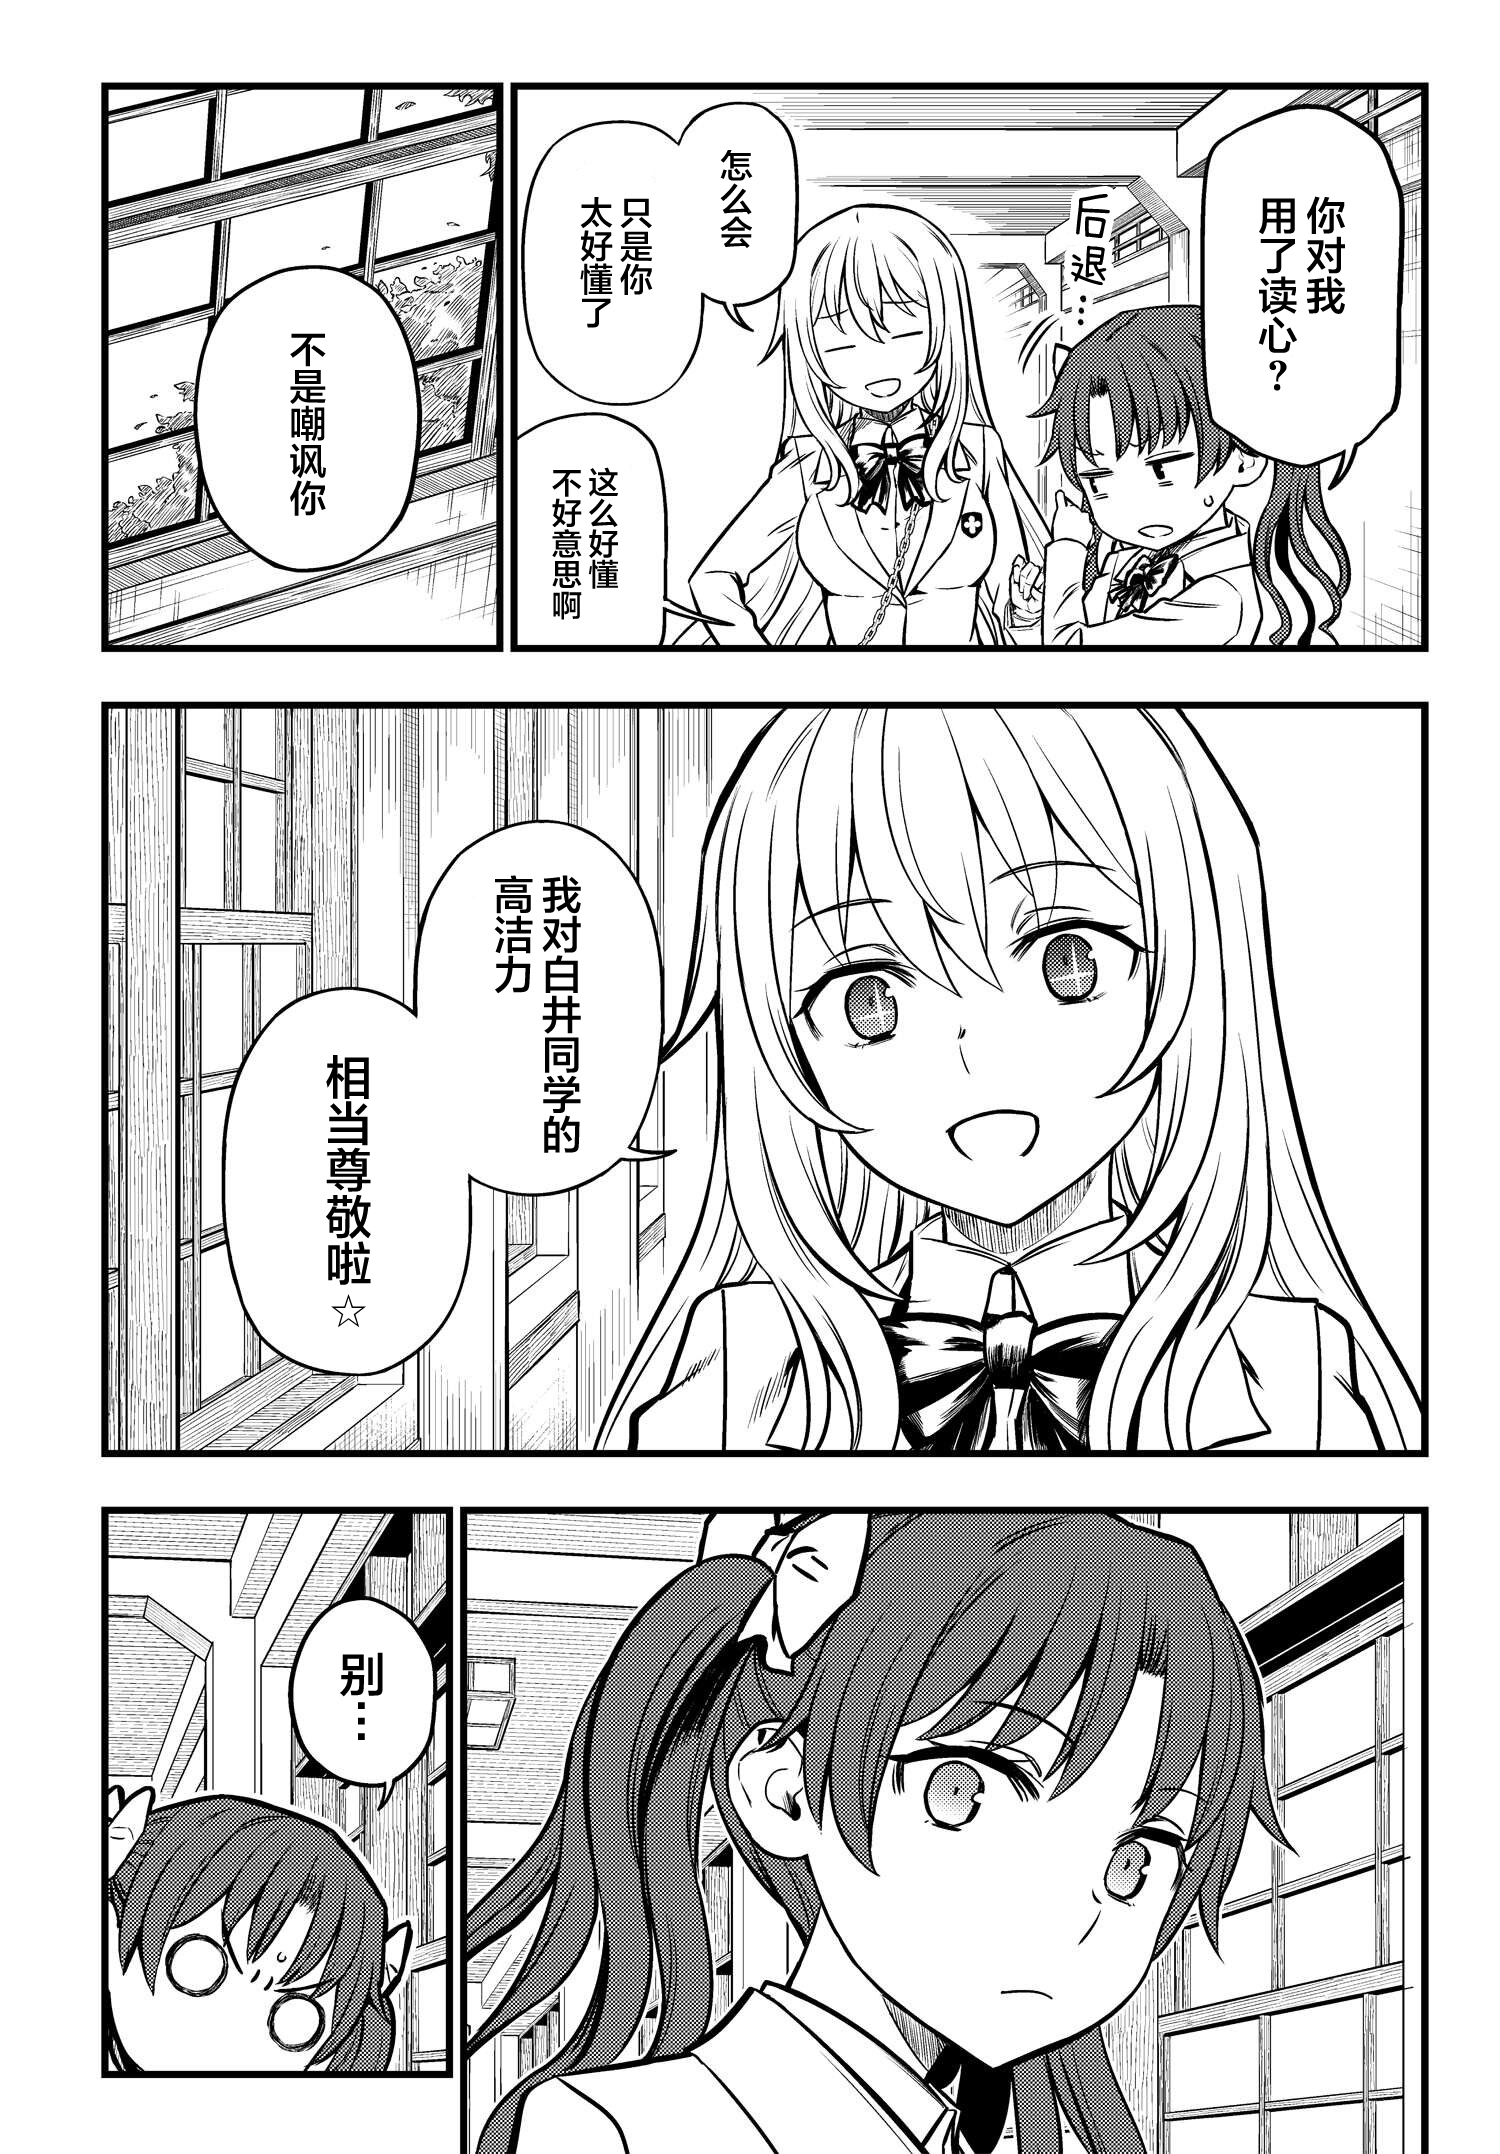 你对我
用了读心?
后退…
怎么会
只是你
太好懂了
这么好懂
不好意思啊
不是嘲讽你
我对白井同学的
高洁力
相当尊敬啦☆
别…